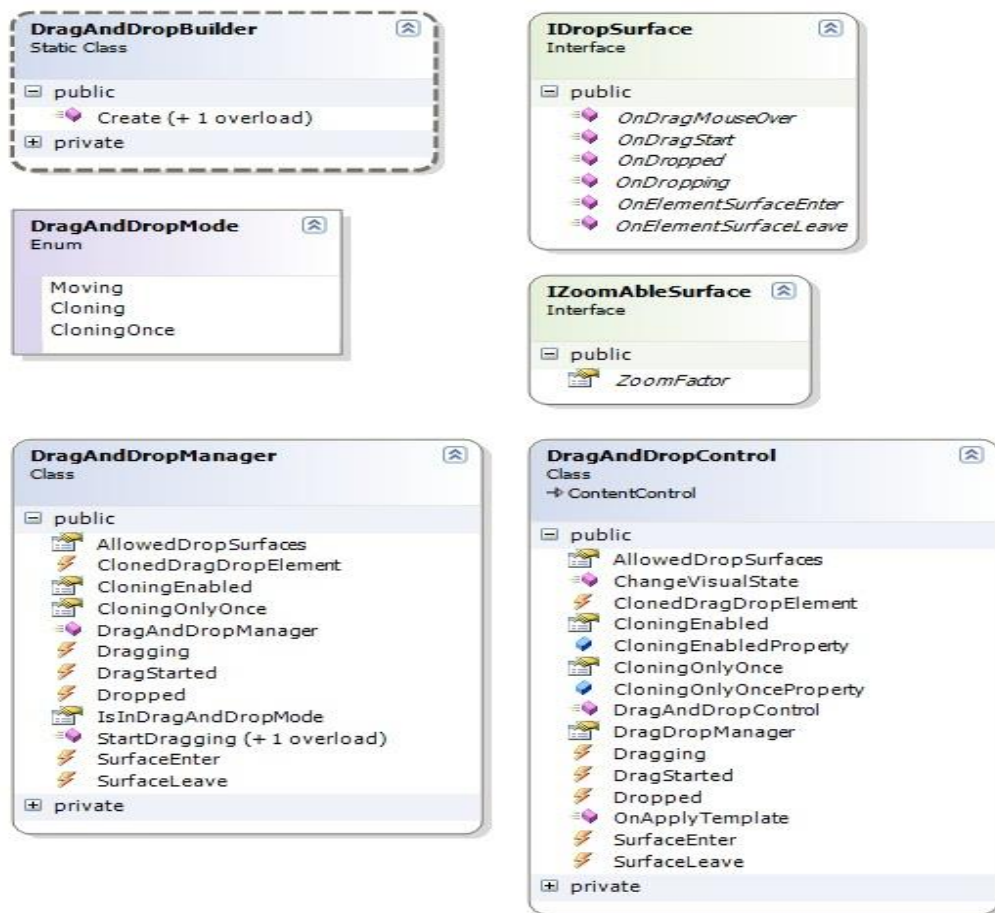 DragAndDropBuilder
Static Class
public
Create (+ 1 overload)
private
IDropSurface
Interface
public
OnDragMouseOver
OnDragStart
OnDropped
OnDropping
OnElementSurfaceEnter
OnElementSurfaceLeave
DragAndDropMode
Enum
Moving
Cloning
CloningOnce
IZoomAbleSurface
Interface
public
ZoomFactor
DragAndDropManager
Class
public
AllowedDropSurfaces
ClonedDragDropElement
CloningEnabled
CloningOnlyOnce
DragAndDropManager
Dragging
DragStarted
Dropped
IsInDragAndDropMode
StartDragging (+ 1 overload)
SurfaceEnter
SurfaceLeave
private
DragAndDropControl
Class
ContentControl
public
AllowedDropSurfaces
ChangeVisualState
ClonedDragDropElement
CloningEnabled
CloningEnabledProperty
CloningOnlyOnce
CloningOnlyOnceProperty
DragAndDropControl
DragDropManager
Dragging
DragStarted
Dropped
OnApplyTemplate
SurfaceEnter
SurfaceLeave
private